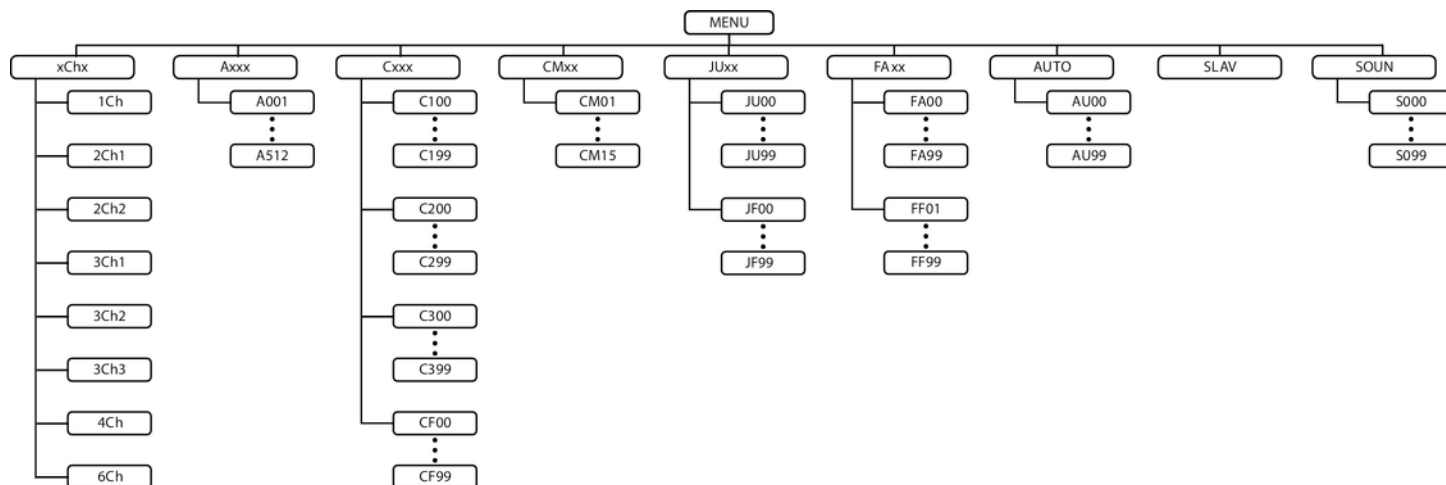 MENU
xChx Axxx Cxxx CMxx JUxx FAxx AUTO SLAV SOUN
1Ch A001 C100 CM01 JU00 FA00 AU00 S000
2Ch1 A512 C199 CM15 JU99 FA99 AU99 S099
2Ch2 C200 JF00 FF01
3Ch1 C299 JF99 FF99
3Ch2 C300
3Ch3 C399
4Ch CF00
6Ch CF99